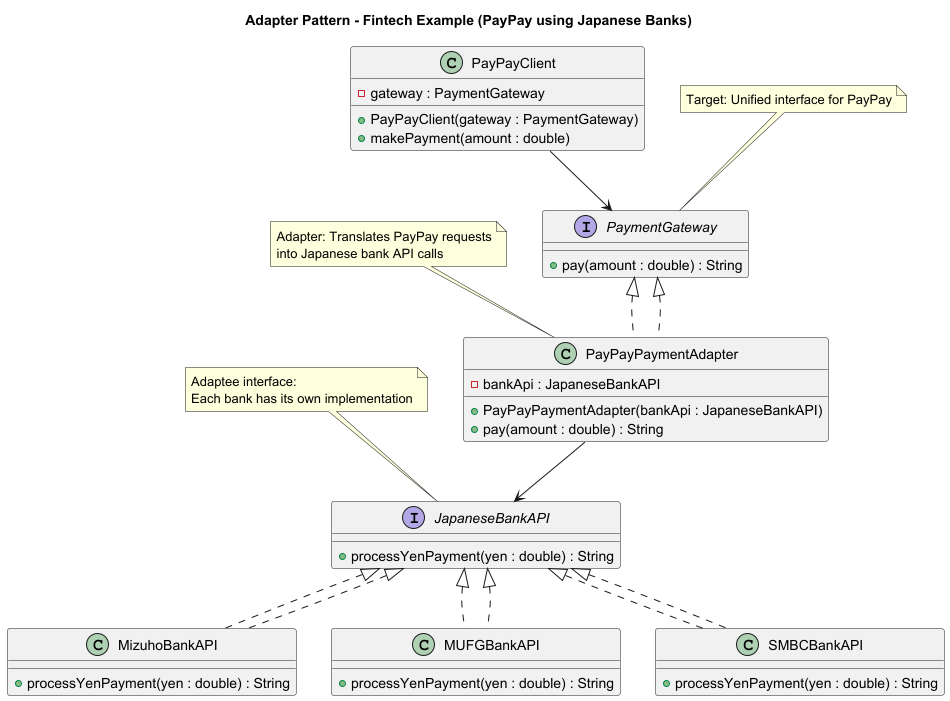 Adapter Pattern - Fintech Example (PayPay using Japanese Banks)
C PayPayClient
gateway : PaymentGateway
PayPayClient(gateway : PaymentGateway)
makePayment(amount : double)
Target: Unified interface for PayPay
I PaymentGateway
pay(amount : double) : String
Adapter: Translates PayPay requests
into Japanese bank API calls
C PayPayPaymentAdapter
bankApi : JapaneseBankAPI
PayPayPaymentAdapter(bankApi : JapaneseBankAPI)
pay(amount : double) : String
Adaptee interface:
Each bank has its own implementation
I JapaneseBankAPI
processYenPayment(yen : double) : String
C MizuhoBankAPI
processYenPayment(yen : double) : String
C MUFGBankAPI
processYenPayment(yen : double) : String
C SMBCBankAPI
processYenPayment(yen : double) : String